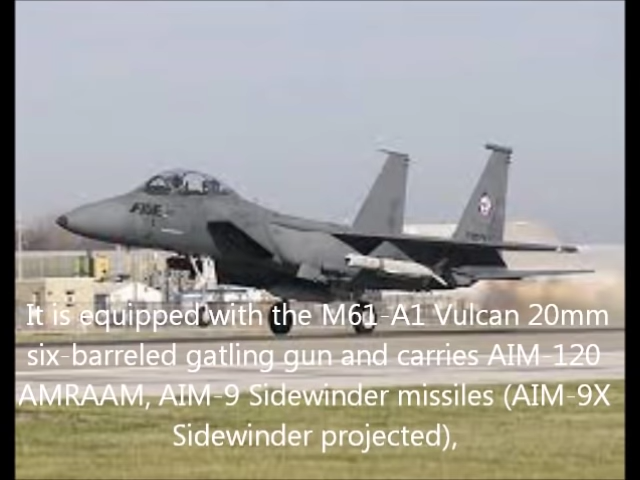 It is equipped with the M61-A1 Vulcan 20mm
six-barreled gatling gun and carries AIM-120
AMRAAM, AIM-9 Sidewinder missiles (AIM-9X
Sidewinder projected),